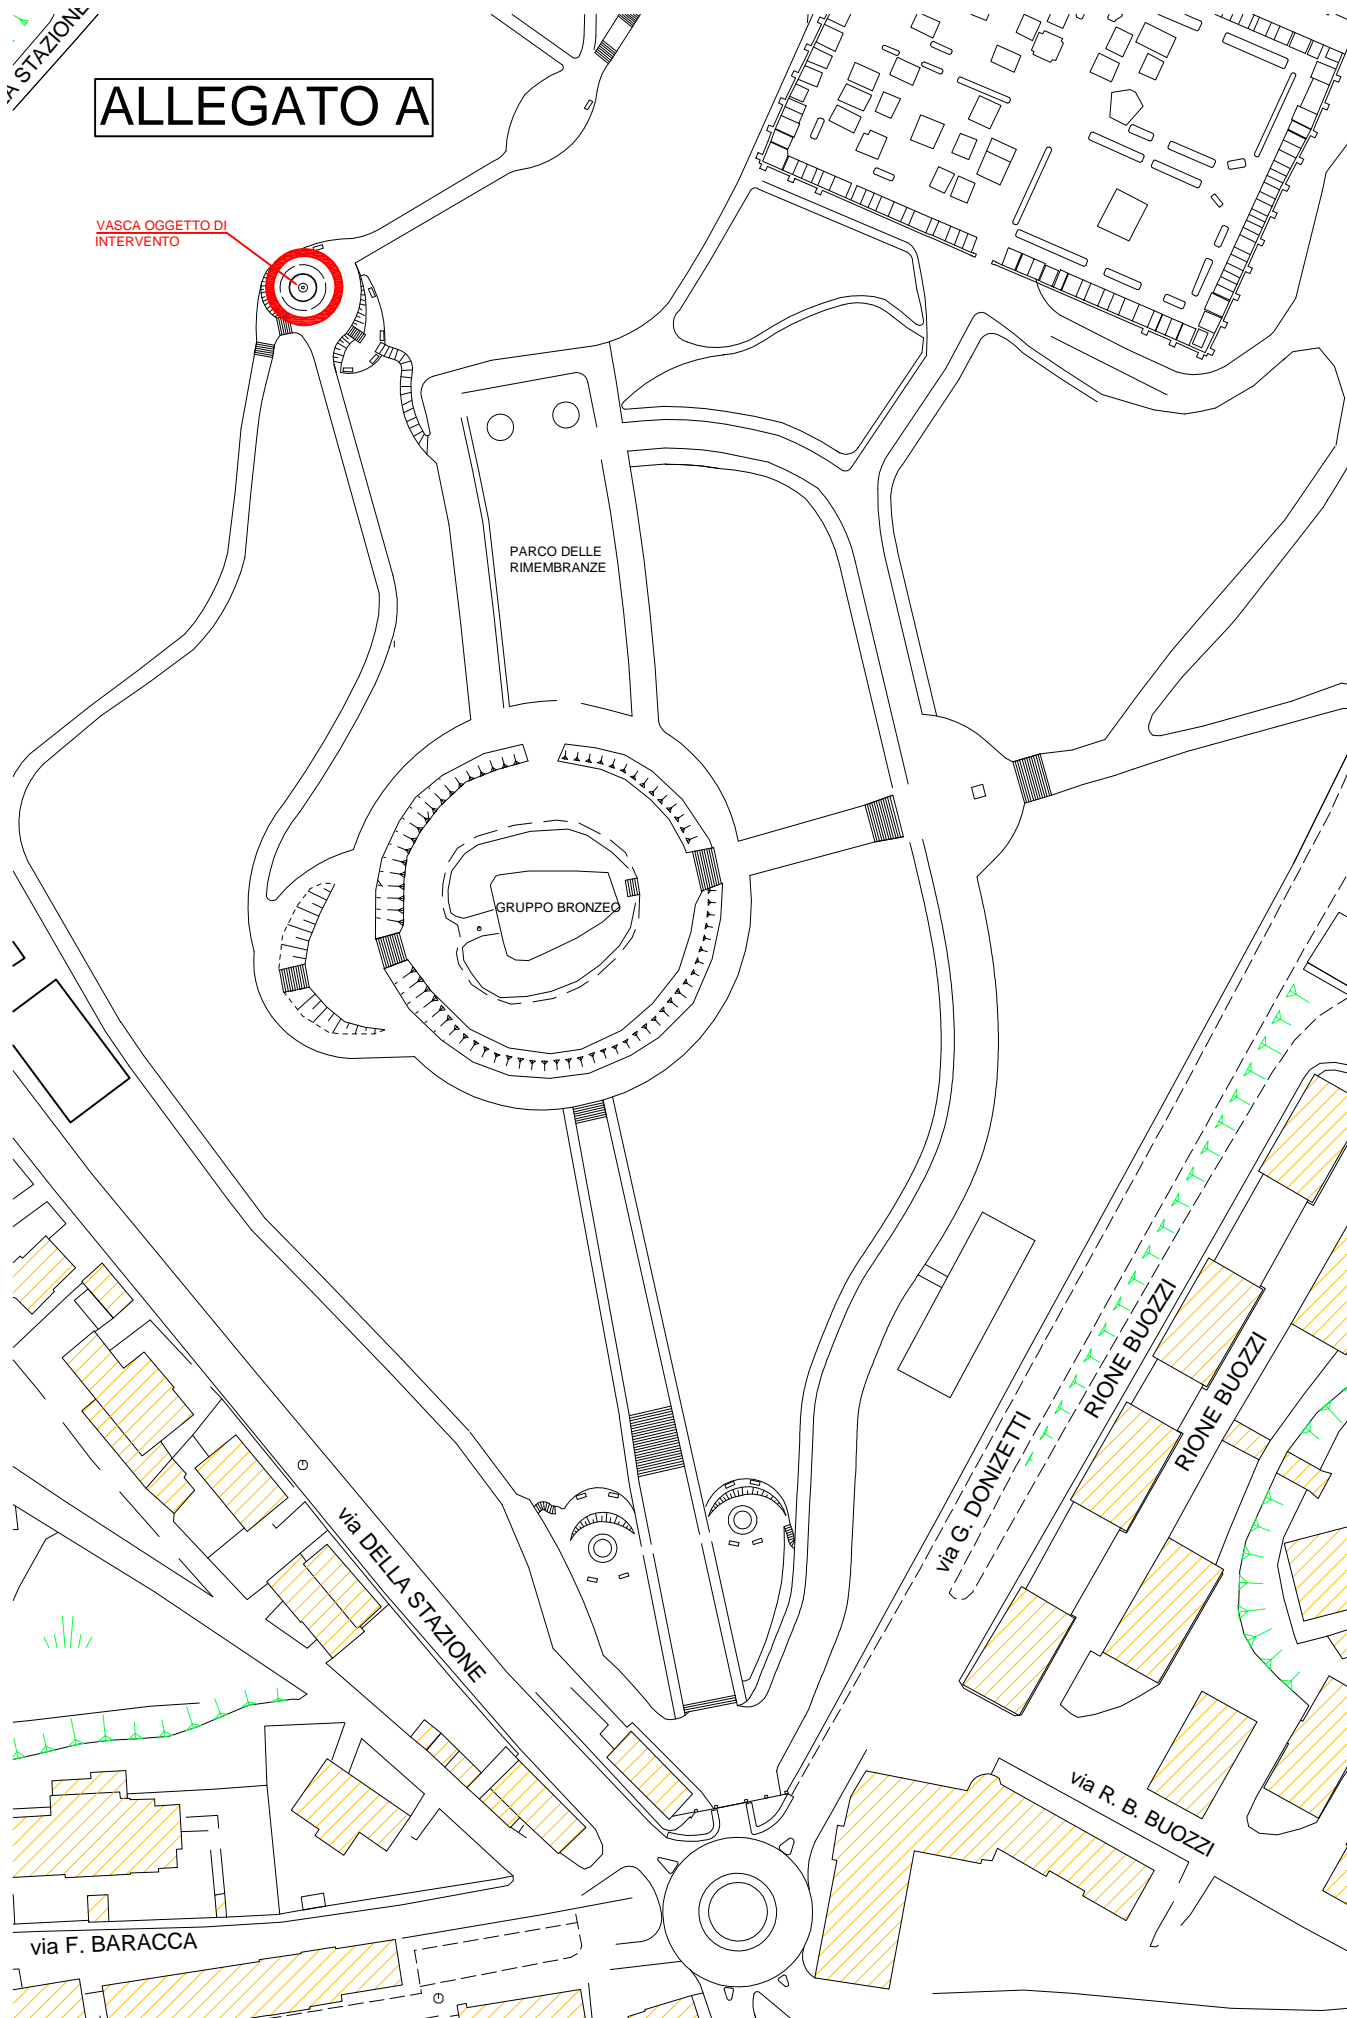 A STAZIONE
ALLEGATO A
VASCA OGGETTO DI
INTERVENTO
PARCO DELLE
RIMEMBRANZE
GRUPPO BRONZEO
RIONE BUOZZI
RIONE BUOZZI
via G. DONIZETTI
via DELLA STAZIONE
via R. B. BUOZZI
via F. BARACCA